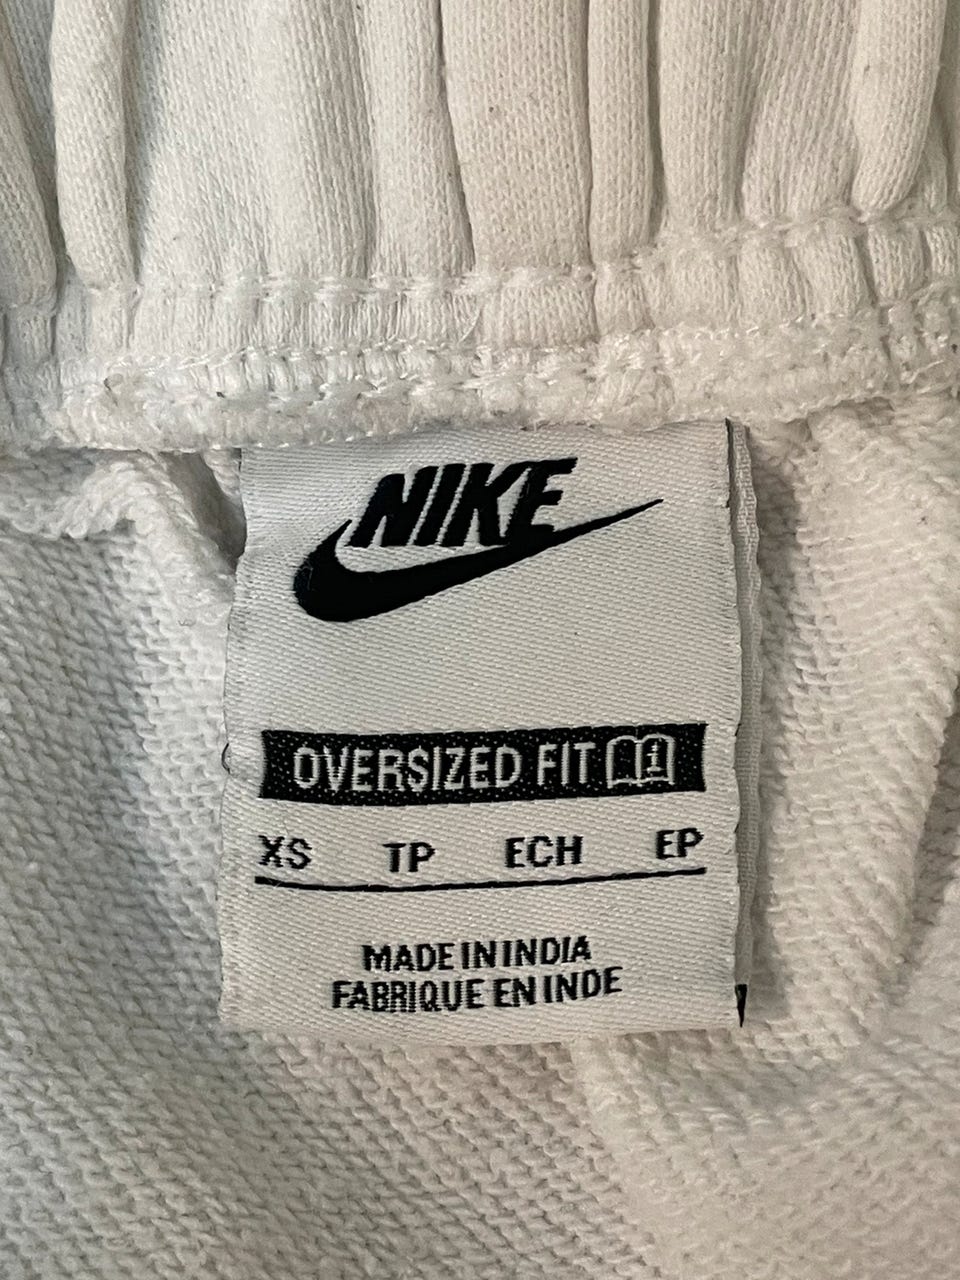 NIKE
OVERSIZED FIT
XS TP ECH EP
MADE IN INDIA
FABRIQUE EN INDE